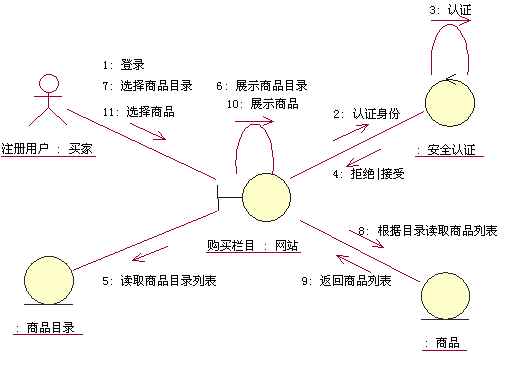 3: 认证
1: 登录
7: 选择商品目录
11: 选择商品
6: 展示商品目录
10: 展示商品
2: 认证身份
注册用户 : 买家
: 安全认证
4: 拒绝|接受
8: 根据目录读取商品列表
购买栏目 : 网站
5: 读取商品目录列表
9: 返回商品列表
: 商品目录
: 商品